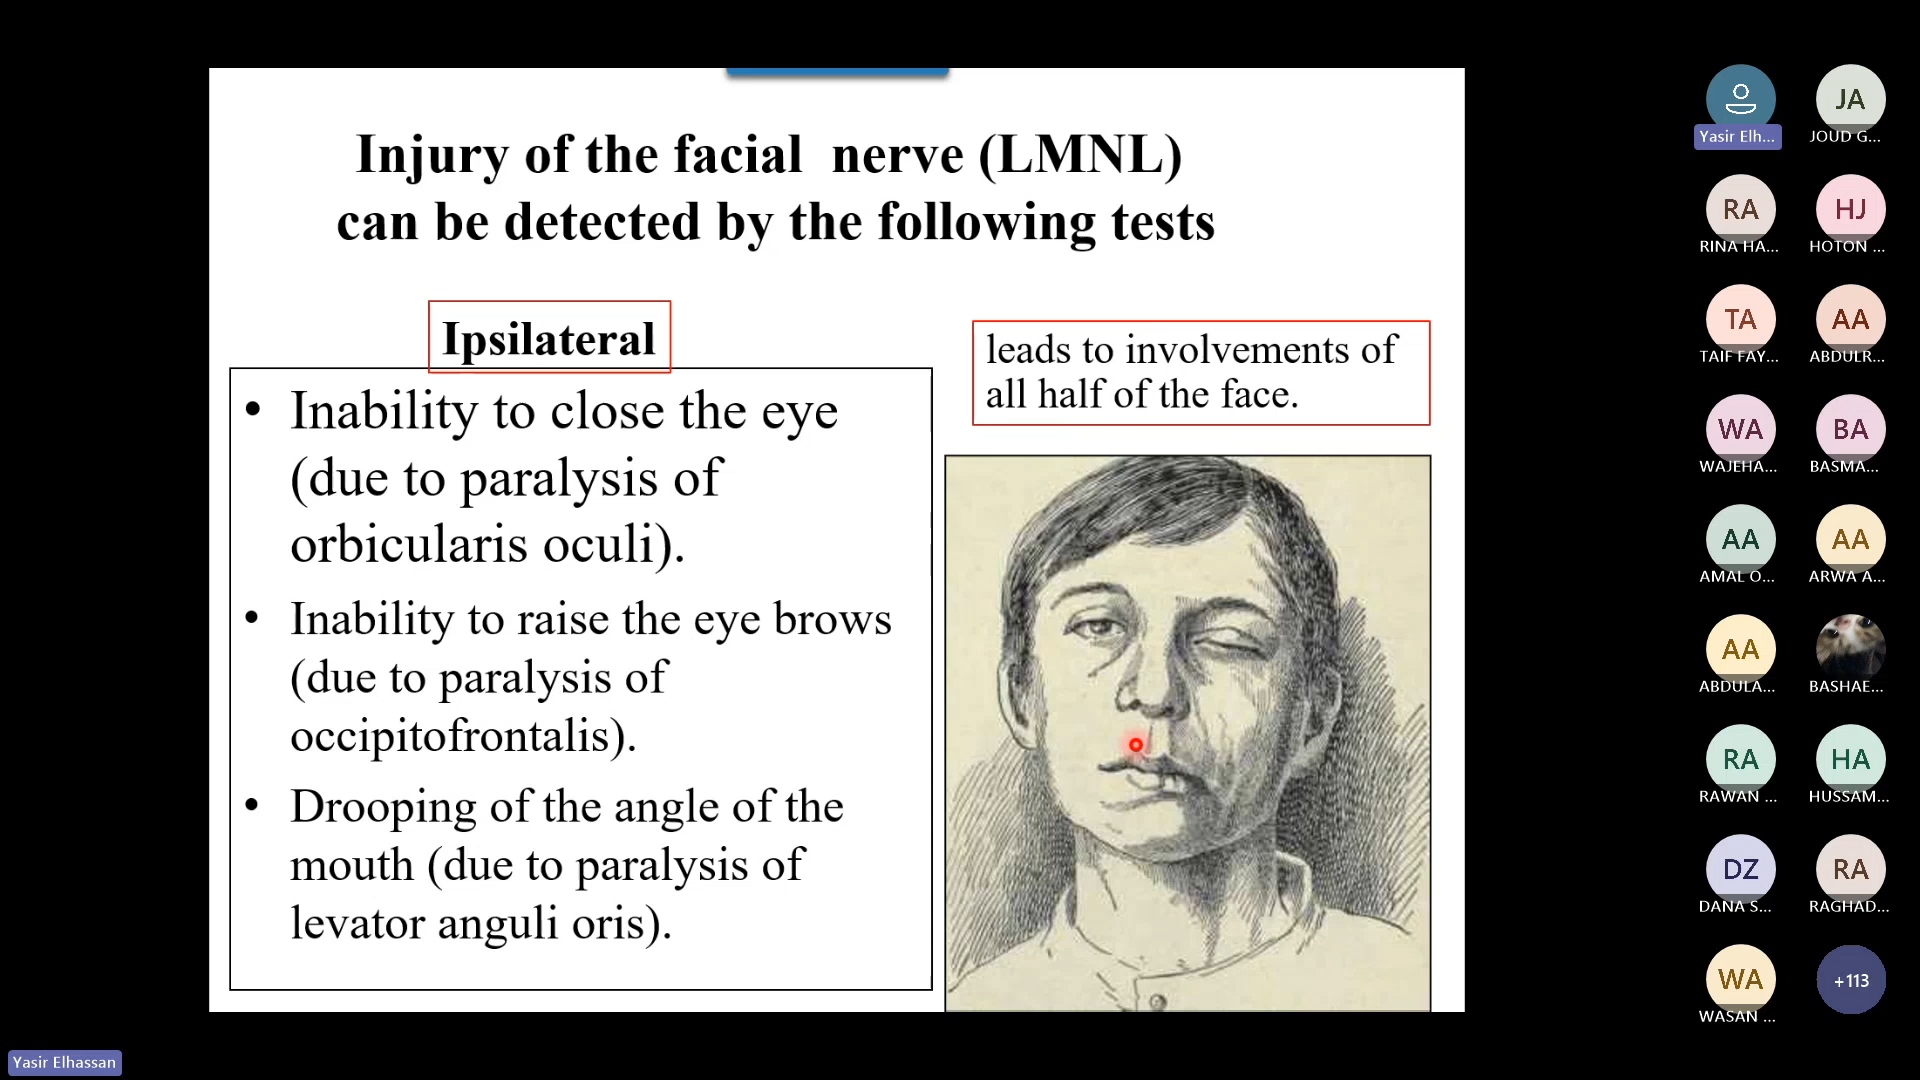 Injury of the facial nerve (LMNL)
can be detected by the following tests
Ipsilateral
• Inability to close the eye
(due to paralysis of
orbicularis oculi).
• Inability to raise the eye brows
(due to paralysis of
occipitofrontalis).
• Drooping of the angle of the
mouth (due to paralysis of
levator anguli oris).
leads to involvements of
all half of the face.
Yasir Elh...
JA
JOUD G...
RA
RINA HA...
HJ
HOTON ...
TA
TAIF FAY...
AA
ABDULR...
WA
WAJEHA...
BA
BASMA...
AA
AMAL O...
AA
ARWA A...
AA
ABDULA...
BASHAE...
RA
RAWAN ...
HA
HUSSAM...
DZ
DANA S...
RA
RAGHAD...
WA
WASAN ...
+113
Yasir Elhassan